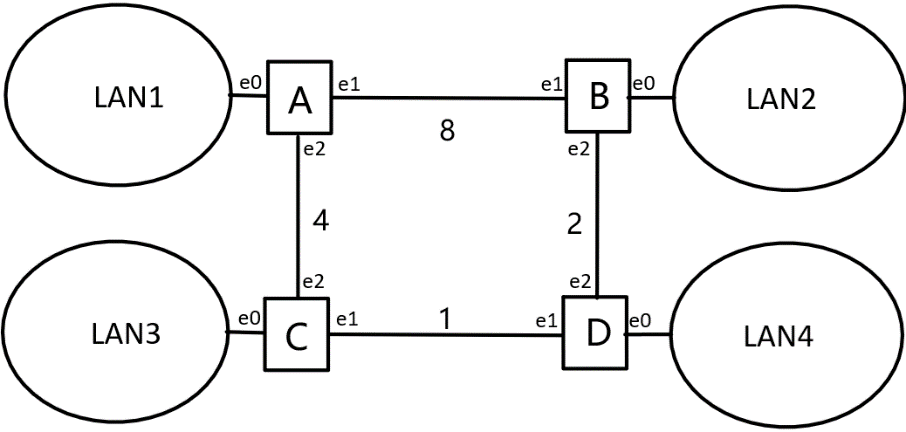 LAN1 e0 A e1 e1 B e0 LAN2
8
e2 e2
4 2
e2 e2
LAN3 e0 C e1 1 e1 D e0 LAN4